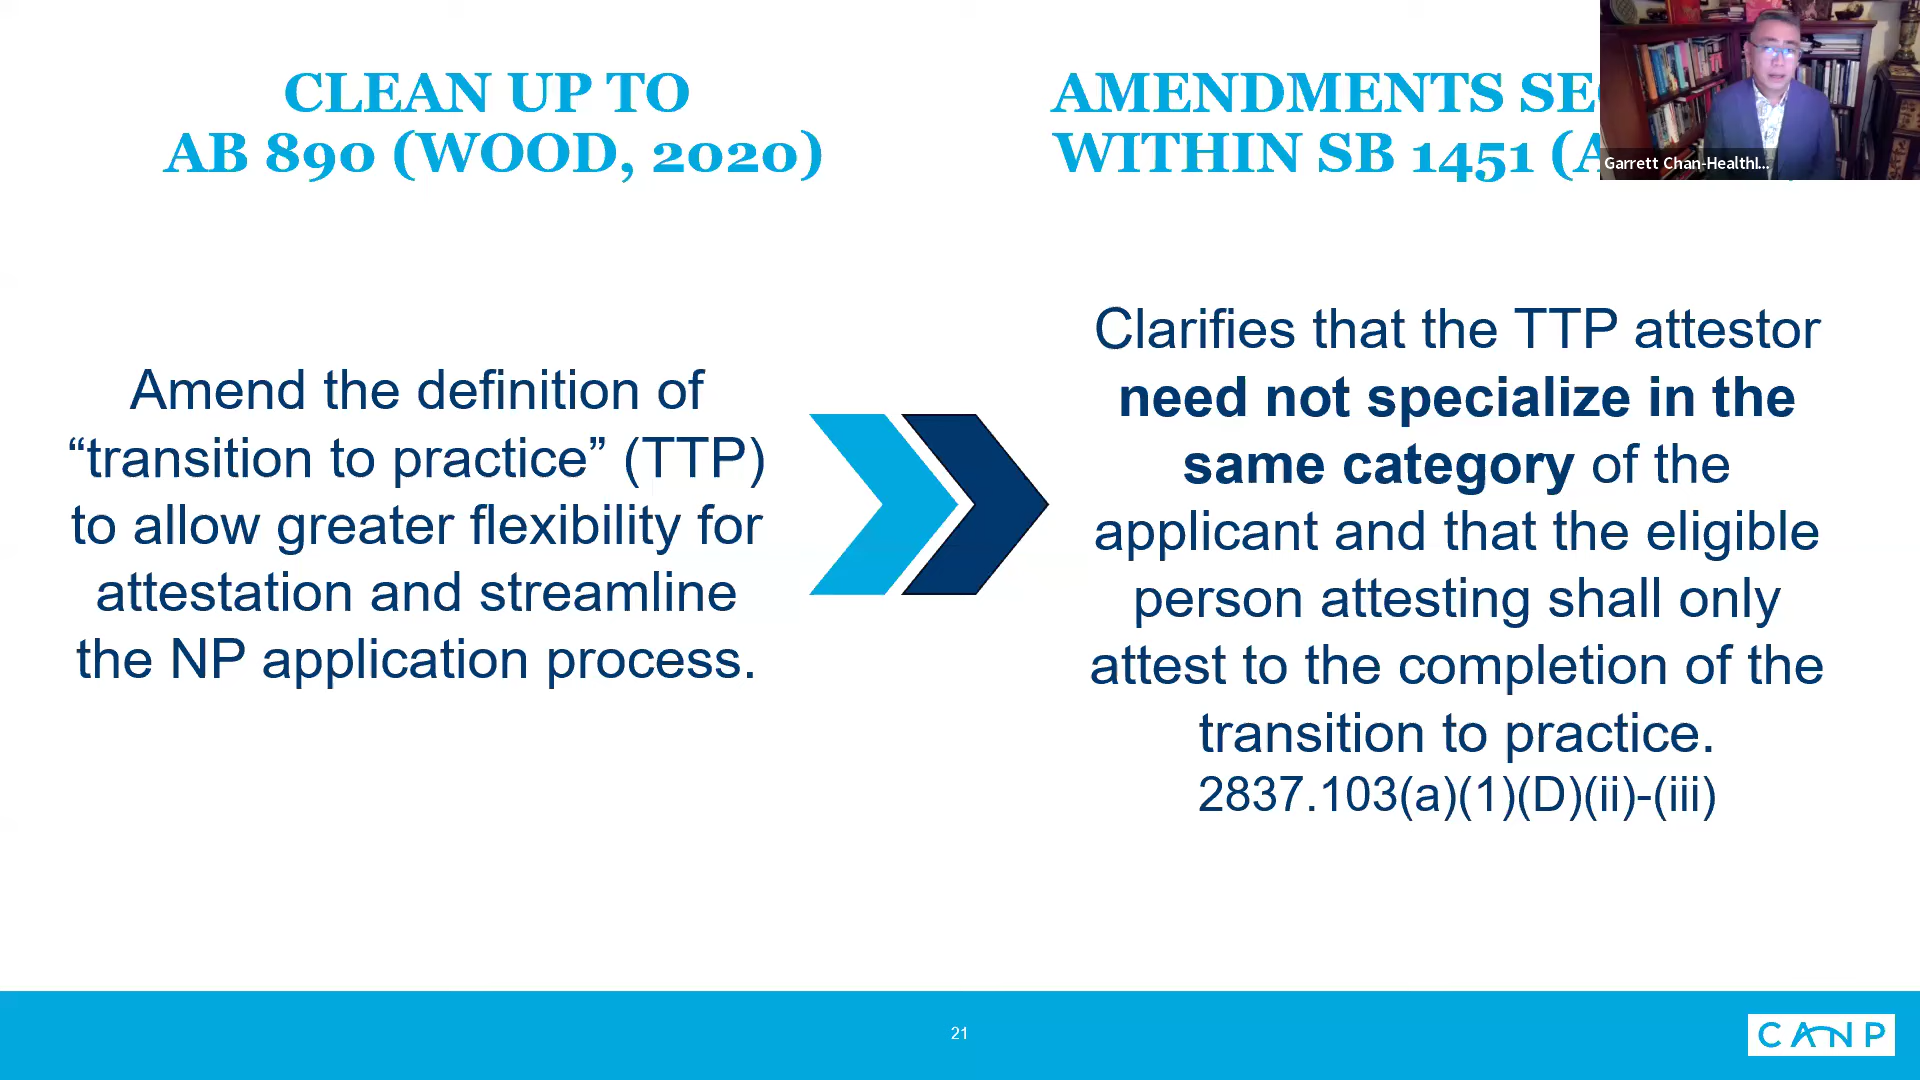 CLEAN UP TO
AB 890 (WOOD, 2020)
Amend the definition of
“transition to practice” (TTP)
to allow greater flexibility for
attestation and streamline
the NP application process.
AMENDMENTS
WITHIN SB 1451
Clarifies that the TTP attestor
need not specialize in the
same category of the
applicant and that the eligible
person attesting shall only
attest to the completion of the
transition to practice.
2837.103(a)(1)(D)(ii)-(iii)
Garrett Chan-Healthl...
21
CANP